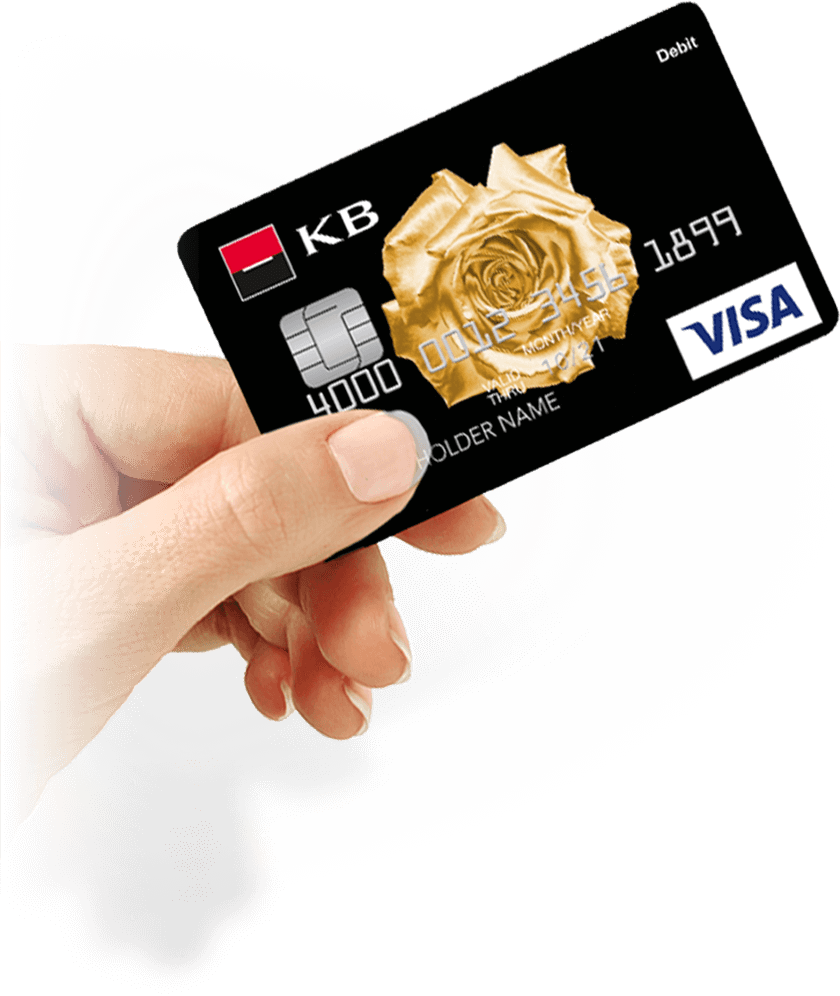 Debit
KB
4000 0012 3456 1899
MONTH/YEAR
VALID
THRU 10/21
HOLDER NAME
VISA